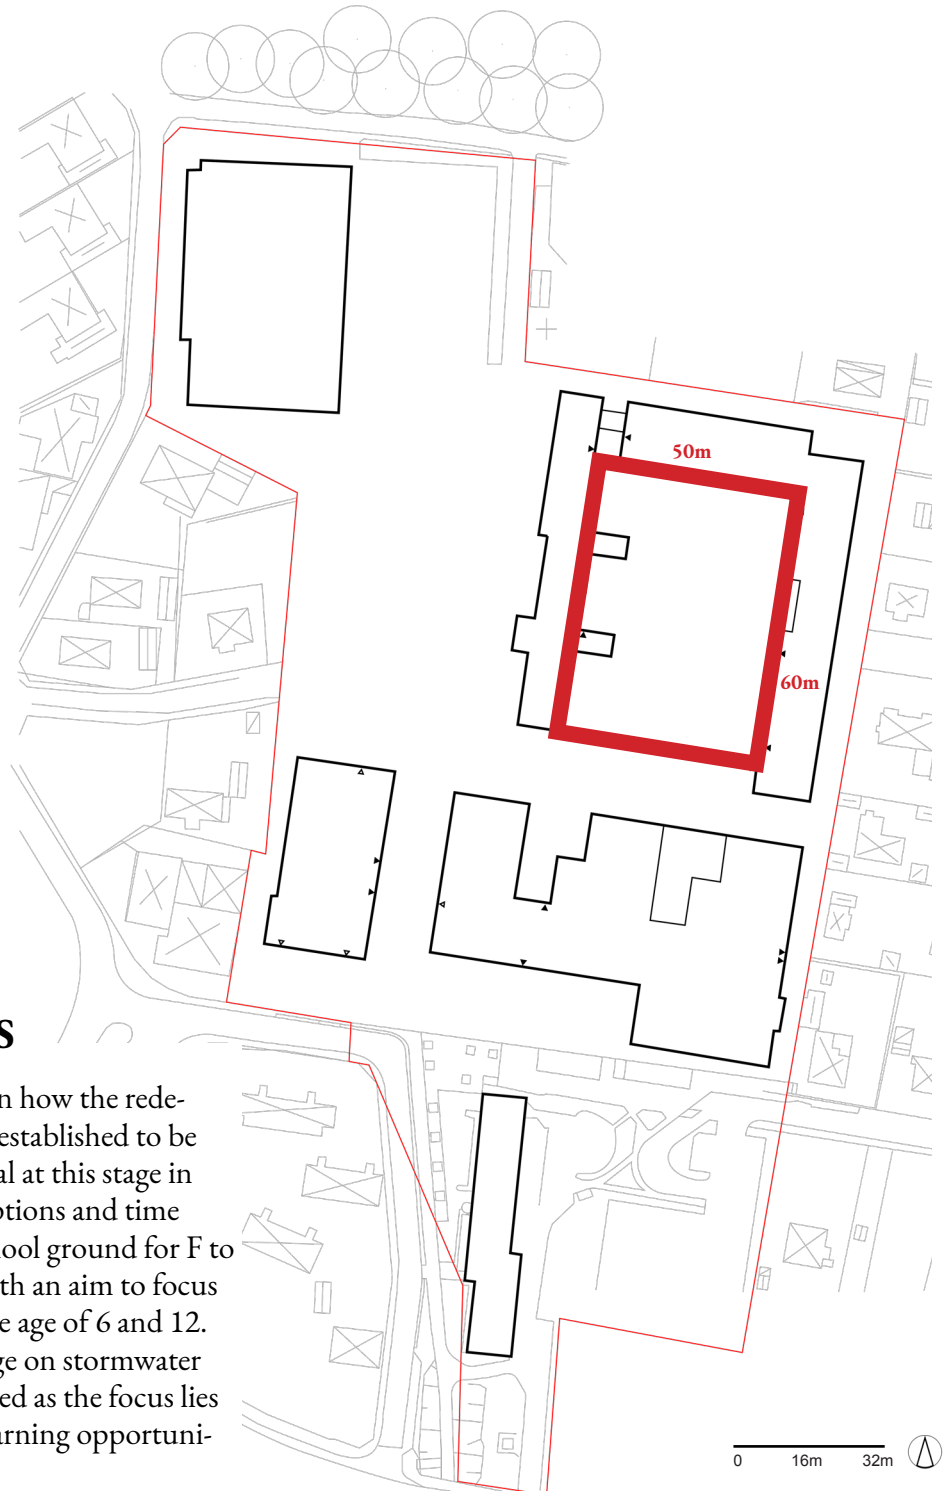 50m
60m
s
n how the rede-
established to be
al at this stage in
ptions and time
ool ground for F to
th an aim to focus
e age of 6 and 12.
ge on stormwater
ed as the focus lies
arning opportuni-
0 16m 32m